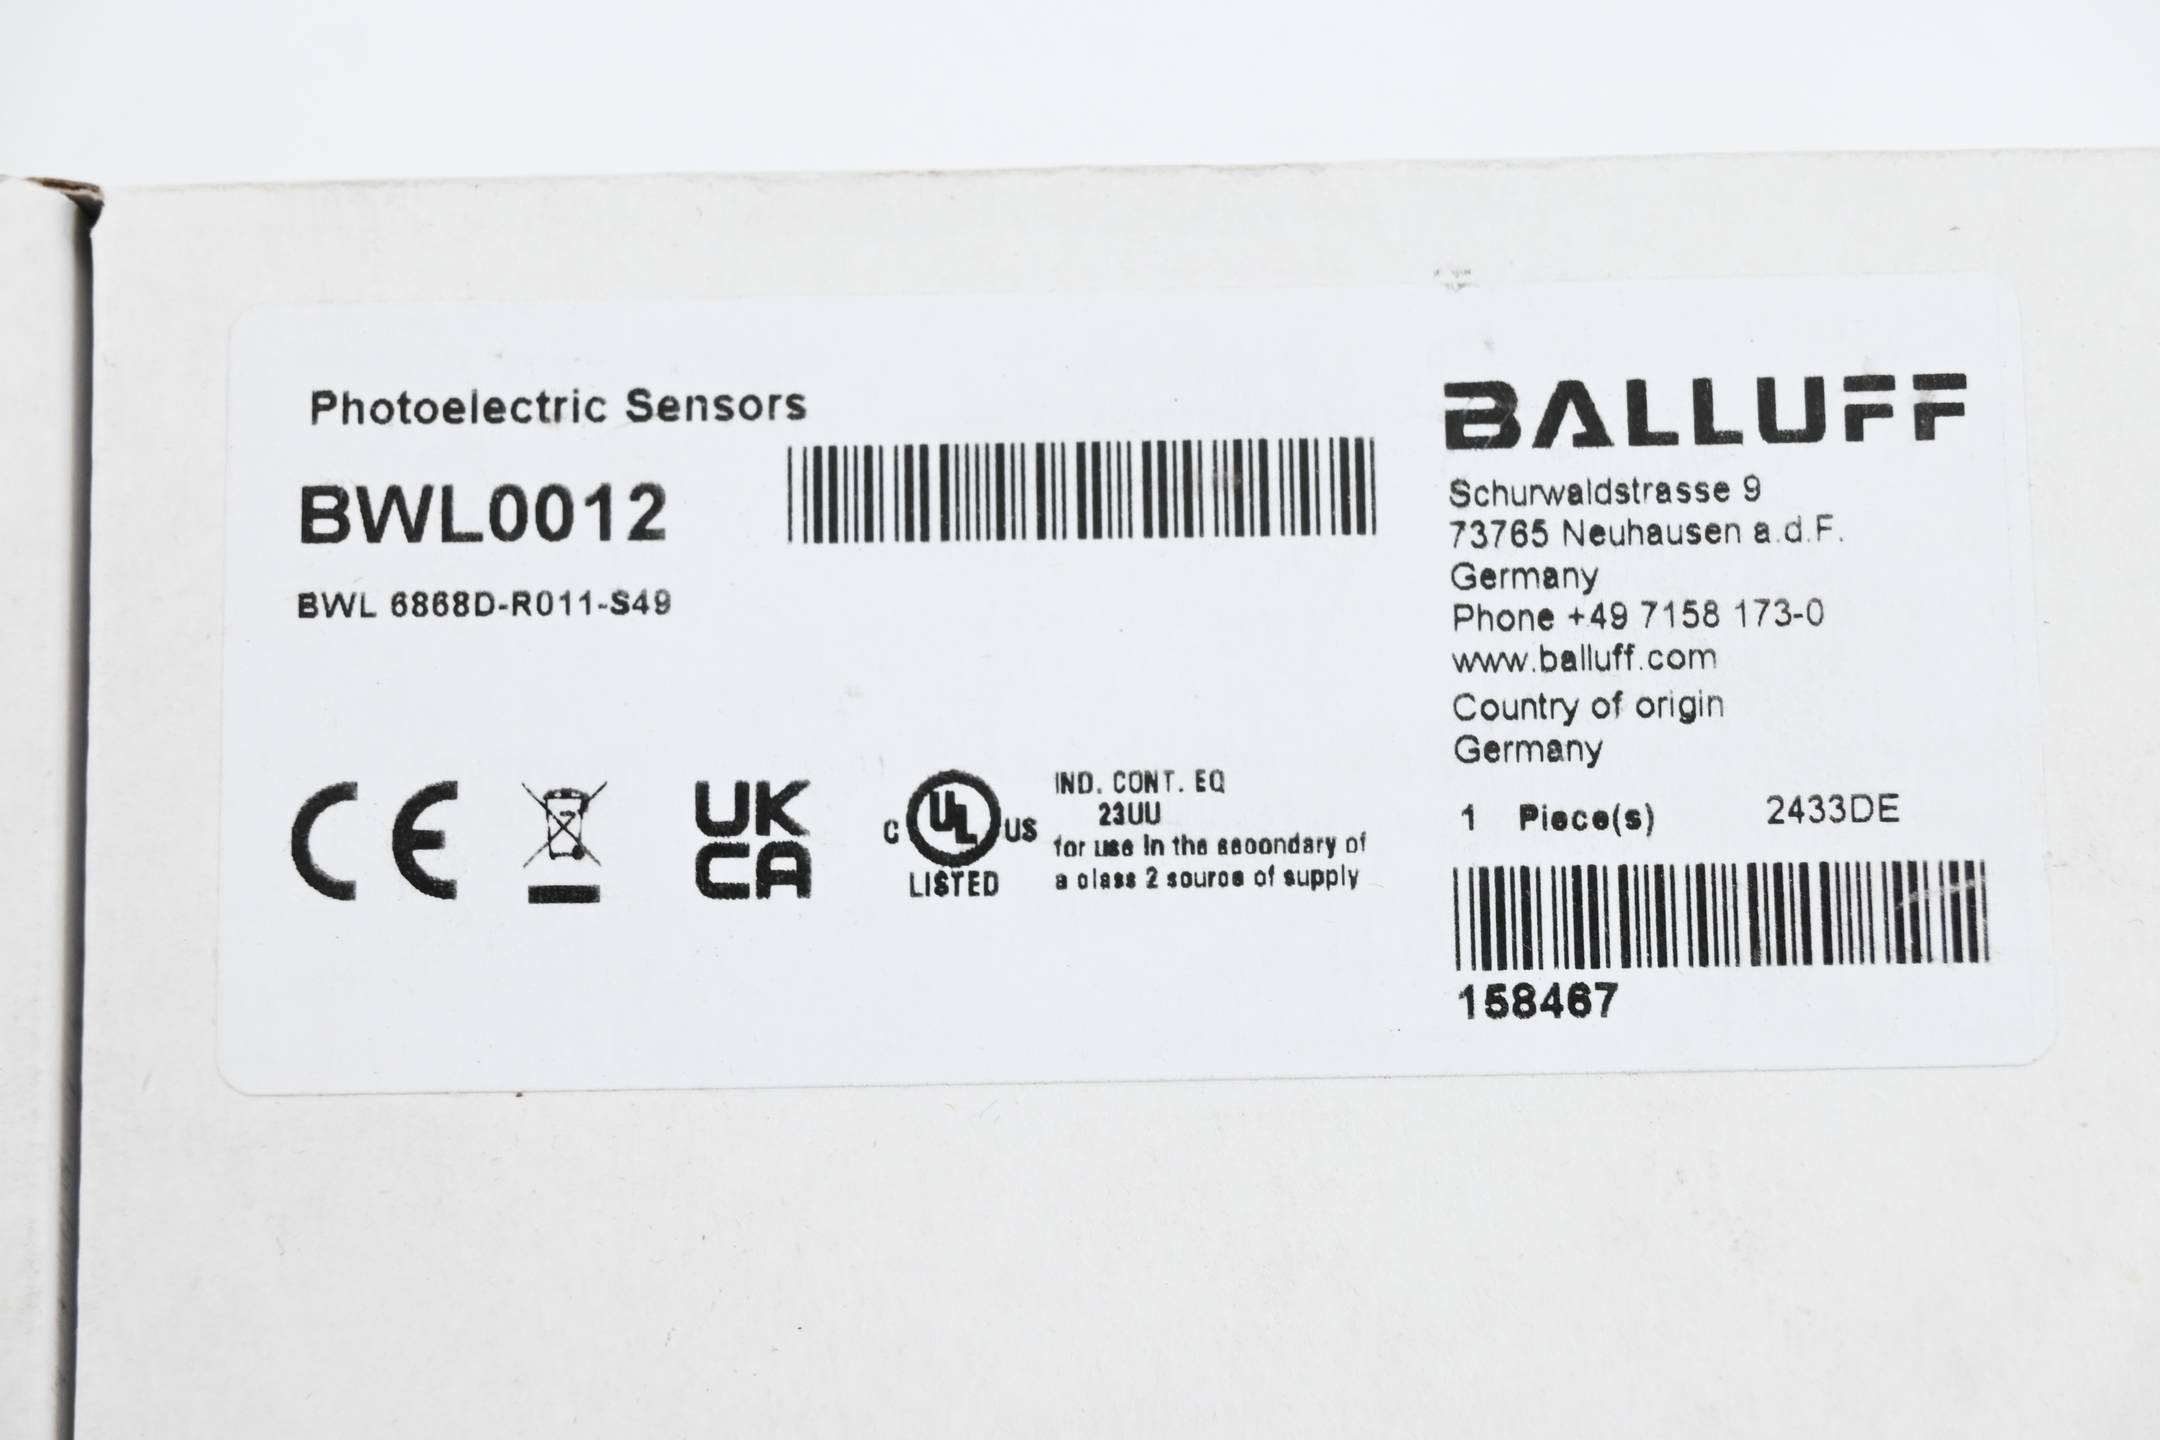 Photoelectric Sensors
BWL0012
BWL 6868D-R011-S49
CE
UK
CA
C UL US
LISTED
IND. CONT. EQ
23UU
for use in the secondary of
a class 2 source of supply
BALLUFF
Schurwaldstrasse 9
73765 Neuhausen a.d.F.
Germany
Phone +49 7158 173-0
www.balluff.com
Country of origin
Germany
1 Piece(s) 2433DE
158467